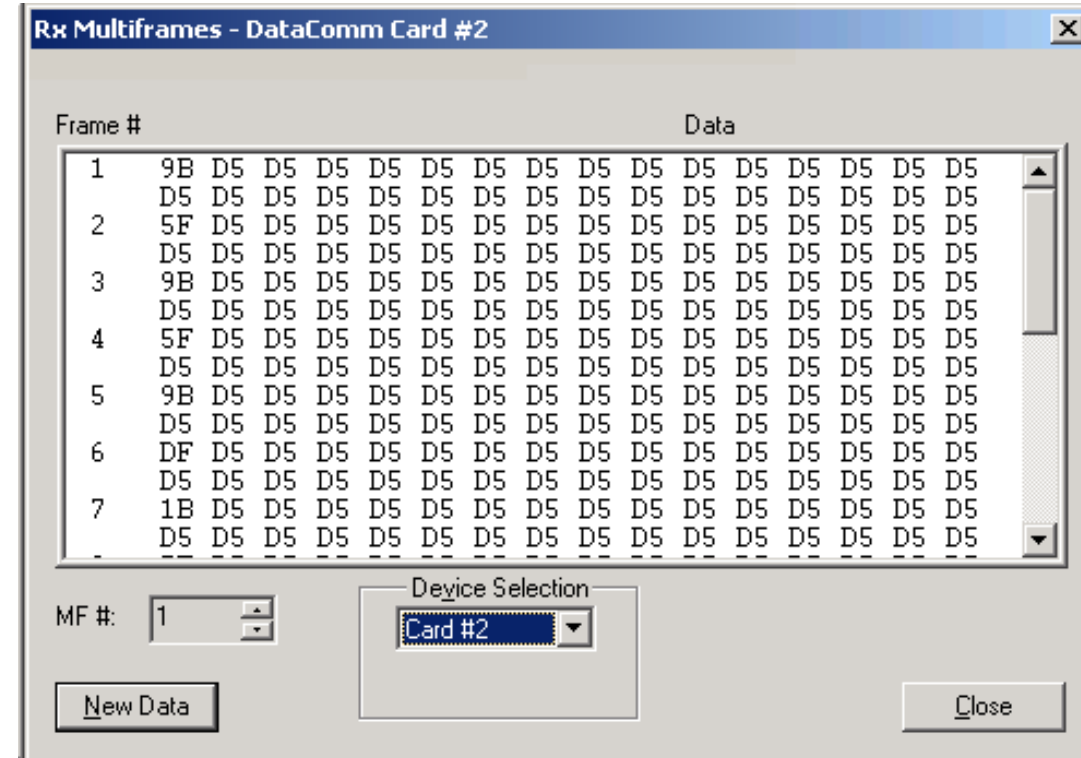 Rx Multiframes - DataComm Card #2
Frame # Data
1 9B D5 D5 D5 D5 D5 D5 D5 D5 D5 D5 D5 D5 D5 D5 D5
D5 D5 D5 D5 D5 D5 D5 D5 D5 D5 D5 D5 D5 D5 D5 D5
2 5F D5 D5 D5 D5 D5 D5 D5 D5 D5 D5 D5 D5 D5 D5 D5
D5 D5 D5 D5 D5 D5 D5 D5 D5 D5 D5 D5 D5 D5 D5 D5
3 9B D5 D5 D5 D5 D5 D5 D5 D5 D5 D5 D5 D5 D5 D5 D5
D5 D5 D5 D5 D5 D5 D5 D5 D5 D5 D5 D5 D5 D5 D5 D5
4 5F D5 D5 D5 D5 D5 D5 D5 D5 D5 D5 D5 D5 D5 D5 D5
D5 D5 D5 D5 D5 D5 D5 D5 D5 D5 D5 D5 D5 D5 D5 D5
5 9B D5 D5 D5 D5 D5 D5 D5 D5 D5 D5 D5 D5 D5 D5 D5
D5 D5 D5 D5 D5 D5 D5 D5 D5 D5 D5 D5 D5 D5 D5 D5
6 DF D5 D5 D5 D5 D5 D5 D5 D5 D5 D5 D5 D5 D5 D5 D5
D5 D5 D5 D5 D5 D5 D5 D5 D5 D5 D5 D5 D5 D5 D5 D5
7 1B D5 D5 D5 D5 D5 D5 D5 D5 D5 D5 D5 D5 D5 D5 D5
D5 D5 D5 D5 D5 D5 D5 D5 D5 D5 D5 D5 D5 D5 D5 D5
Device Selection
MF #: 1
Card #2
New Data Close